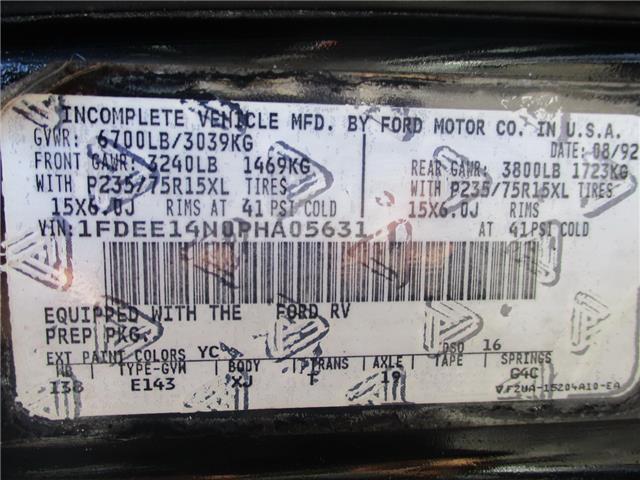 INCOMPLETE VEHICLE MFD. BY FORD MOTOR CO. IN U.S.A.
GVWR: 6700LB/3039KG 08/92
FRONT GAWR: 3240LB 1469KG REAR GAWR: 3800LB 1723KG
WITH P235/75R15XL TIRES WITH P235/75R15XL TIRES
15X6.0J RIMS AT 41 PSI COLD 15X6.0J RIMS
VIN: 1FDEE14N0PHA05631 AT 41 PSI COLD
EQUIPPED WITH THE FORD RV
PREP PKG.
EXT PAINT COLORS YC DSO 16
WB TYPE-GVW BODY TRANS AXLE TAPE SPRINGS
138 E143 XJ T 19 G4C
F2UA-15204A10-EA